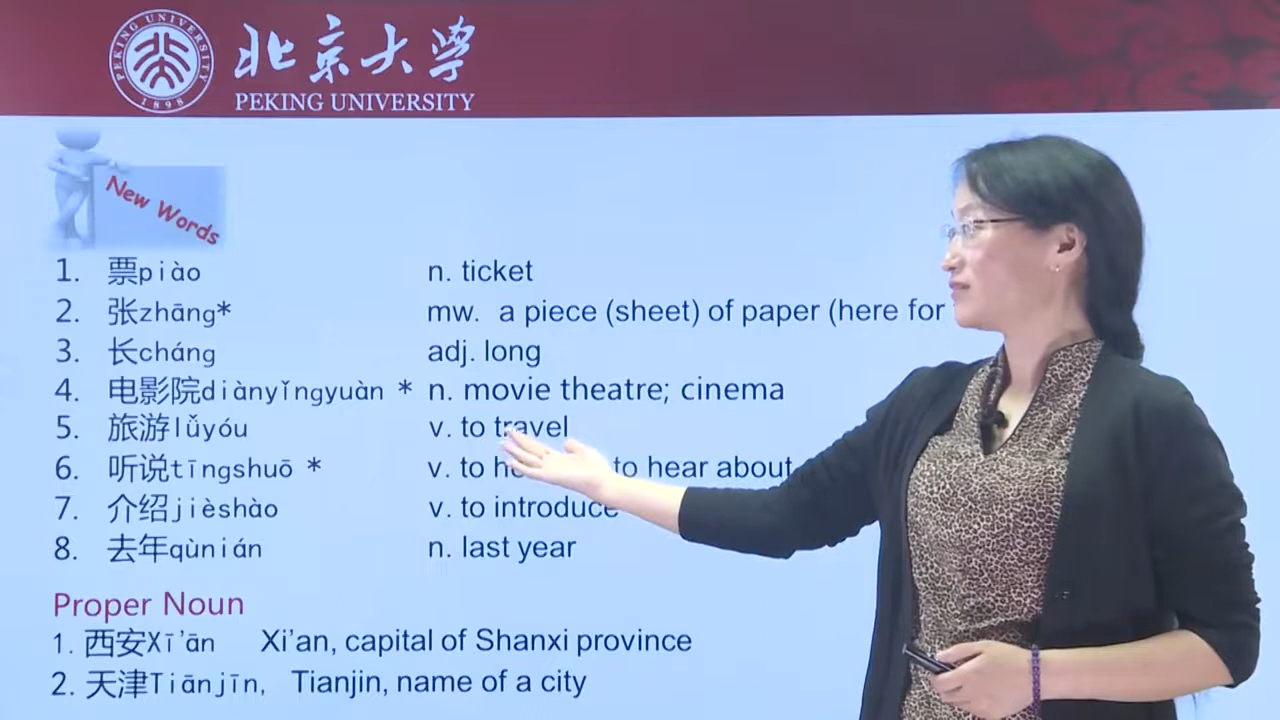 PEKING UNIVERSITY
1898
北京大学
PEKING UNIVERSITY
New Words
1. 票piào n. ticket
2. 张zhāng* mw. a piece (sheet) of paper (here for
3. 长cháng adj. long
4. 电影院diànyǐngyuàn * n. movie theatre; cinema
5. 旅游lǚyóu v. to travel
6. 听说tīngshuō * v. to to hear about
7. 介绍jièshào v. to introduce
8. 去年qùnián n. last year
Proper Noun
1. 西安Xī'ān Xi'an, capital of Shanxi province
2. 天津Tiānjīn, Tianjin, name of a city